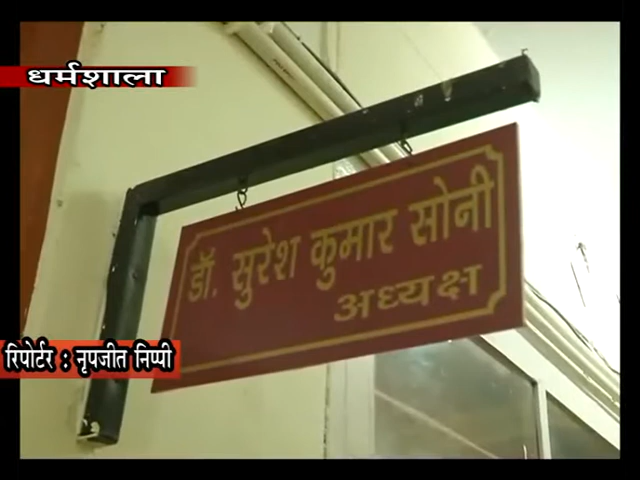 धर्मशाला
डॉ. सुरेश कुमार सोनी
अध्यक्ष
रिपोर्टर : नृपजीत निप्पी